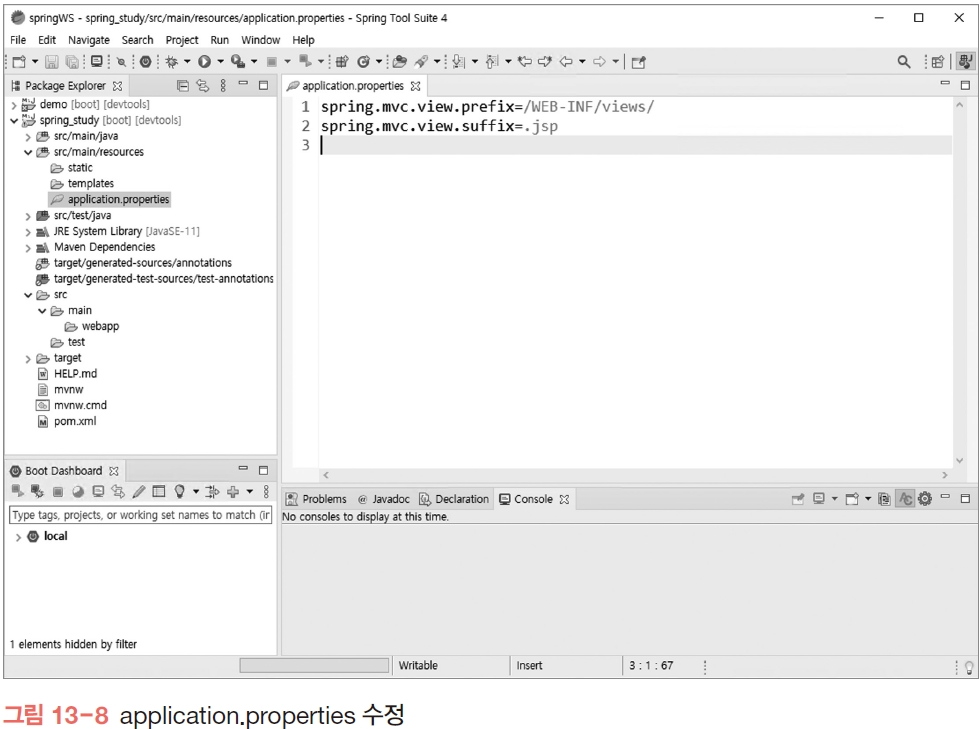 springWS - spring_study/src/main/resources/application.properties - Spring Tool Suite 4
File Edit Navigate Search Project Run Window Help
Package Explorer
demo [boot] [devtools]
spring_study [boot] [devtools]
src/main/java
src/main/resources
static
templates
application.properties
src/test/java
JRE System Library [JavaSE-11]
Maven Dependencies
target/generated-sources/annotations
target/generated-test-sources/test-annotations
src
main
webapp
test
target
HELP.md
mvnw
mvnw.cmd
pom.xml
application.properties
1 spring.mvc.view.prefix=/WEB-INF/views/
2 spring.mvc.view.suffix=.jsp
3
Boot Dashboard
Type tags, projects, or working set names to match (ir
local
1 elements hidden by filter
Problems @ Javadoc Declaration Console
No consoles to display at this time.
Writable Insert 3 : 1 : 67
그림 13-8 application.properties 수정